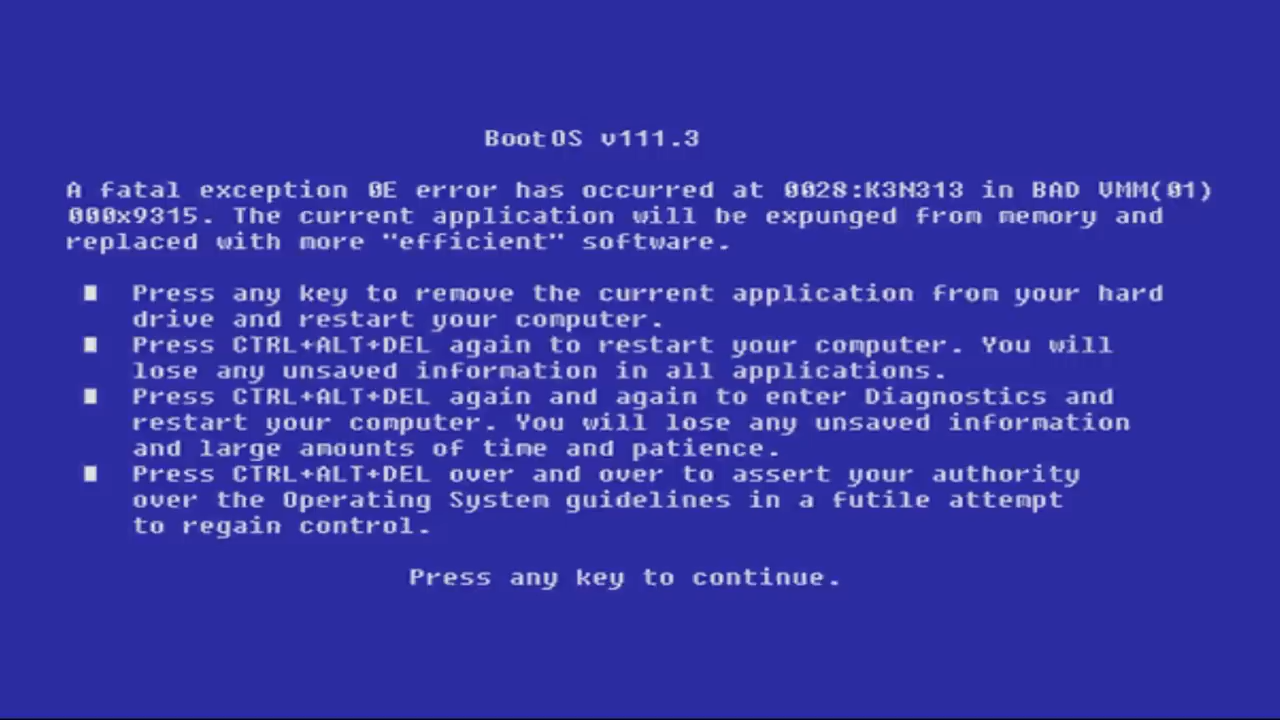 BootOS v111.3
A fatal exception 0E error has occurred at 0028:K3N313 in BAD VMM(01)
000x9315. The current application will be expunged from memory and
replaced with more "efficient" software.
Press any key to remove the current application from your hard
drive and restart your computer.
Press CTRL+ALT+DEL again to restart your computer. You will
lose any unsaved information in all applications.
Press CTRL+ALT+DEL again and again to enter Diagnostics and
restart your computer. You will lose any unsaved information
and large amounts of time and patience.
Press CTRL+ALT+DEL over and over to assert your authority
over the Operating System guidelines in a futile attempt
to regain control.
Press any key to continue.